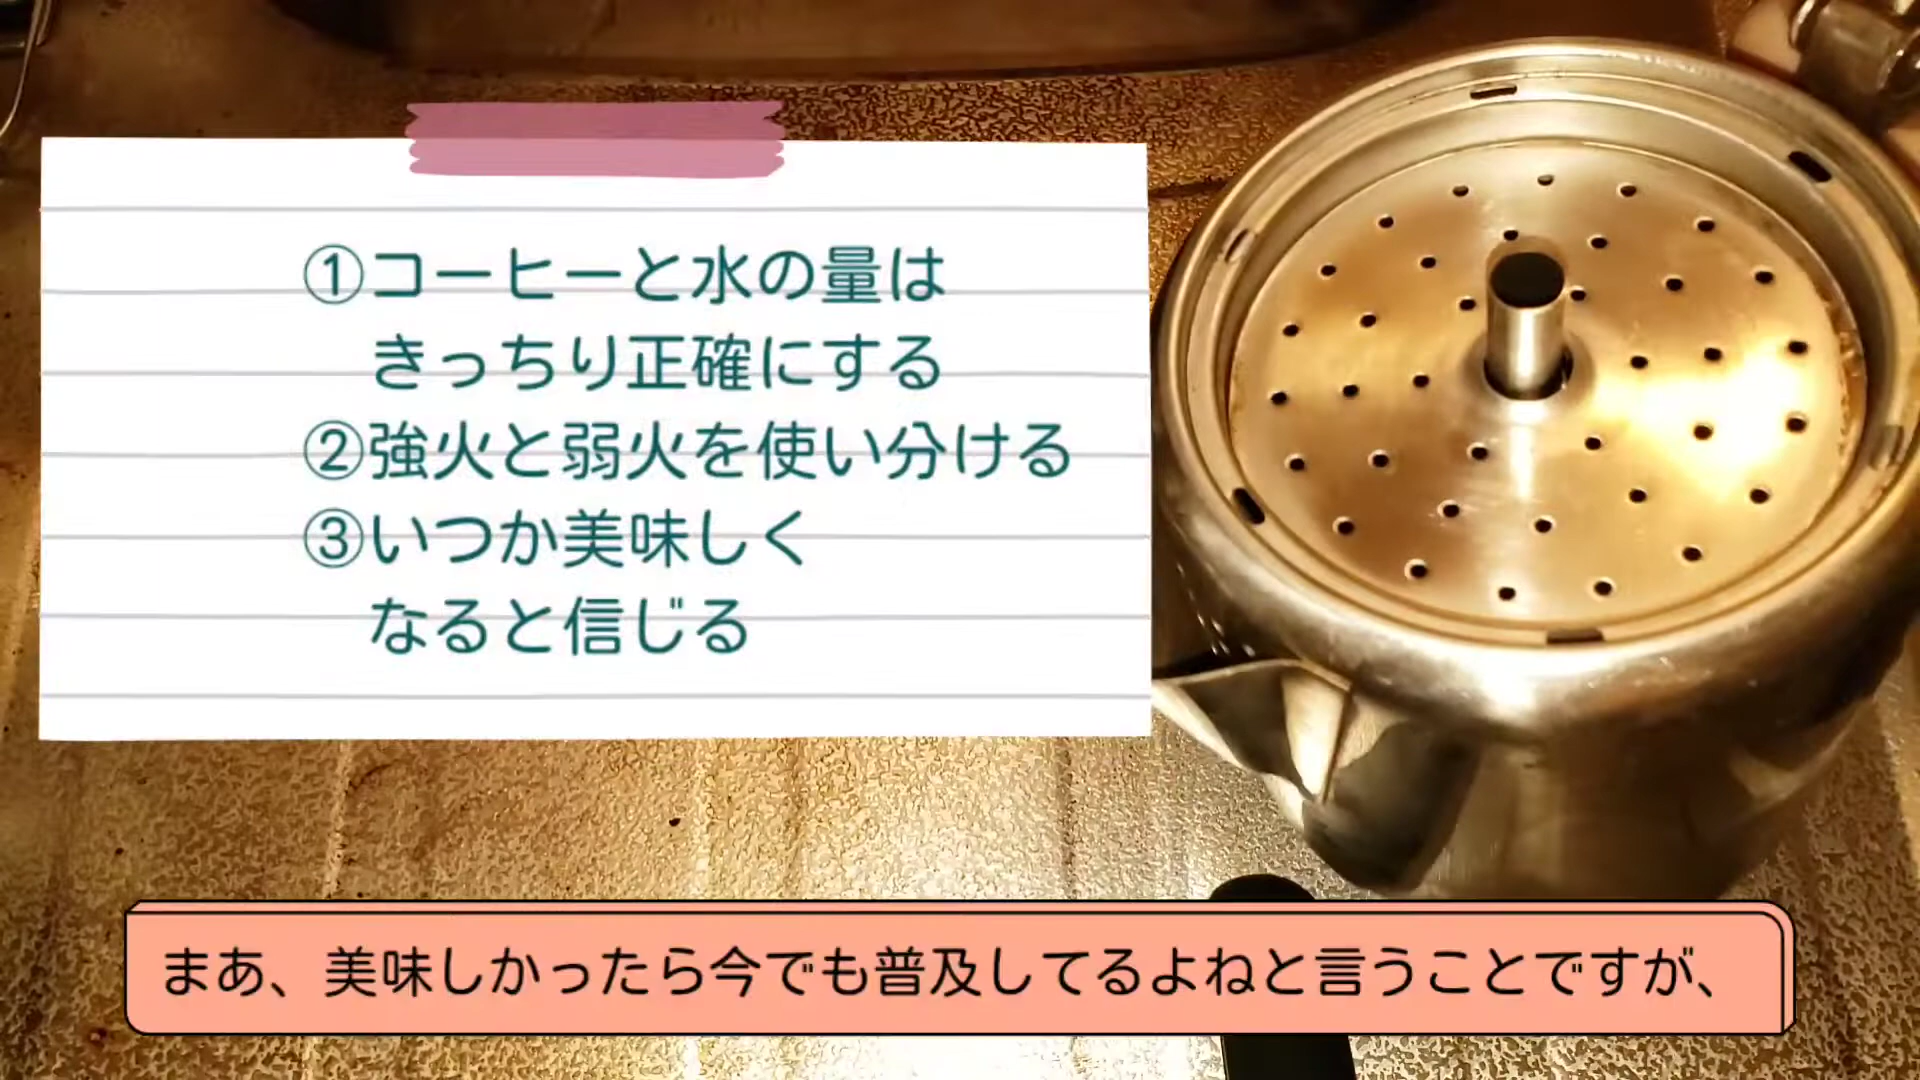 ①コーヒーと水の量は
きっちり正確にする
②強火と弱火を使い分ける
③いつか美味しく
なると信じる
まあ、美味しかったら今でも普及してるよねと言うことですが、